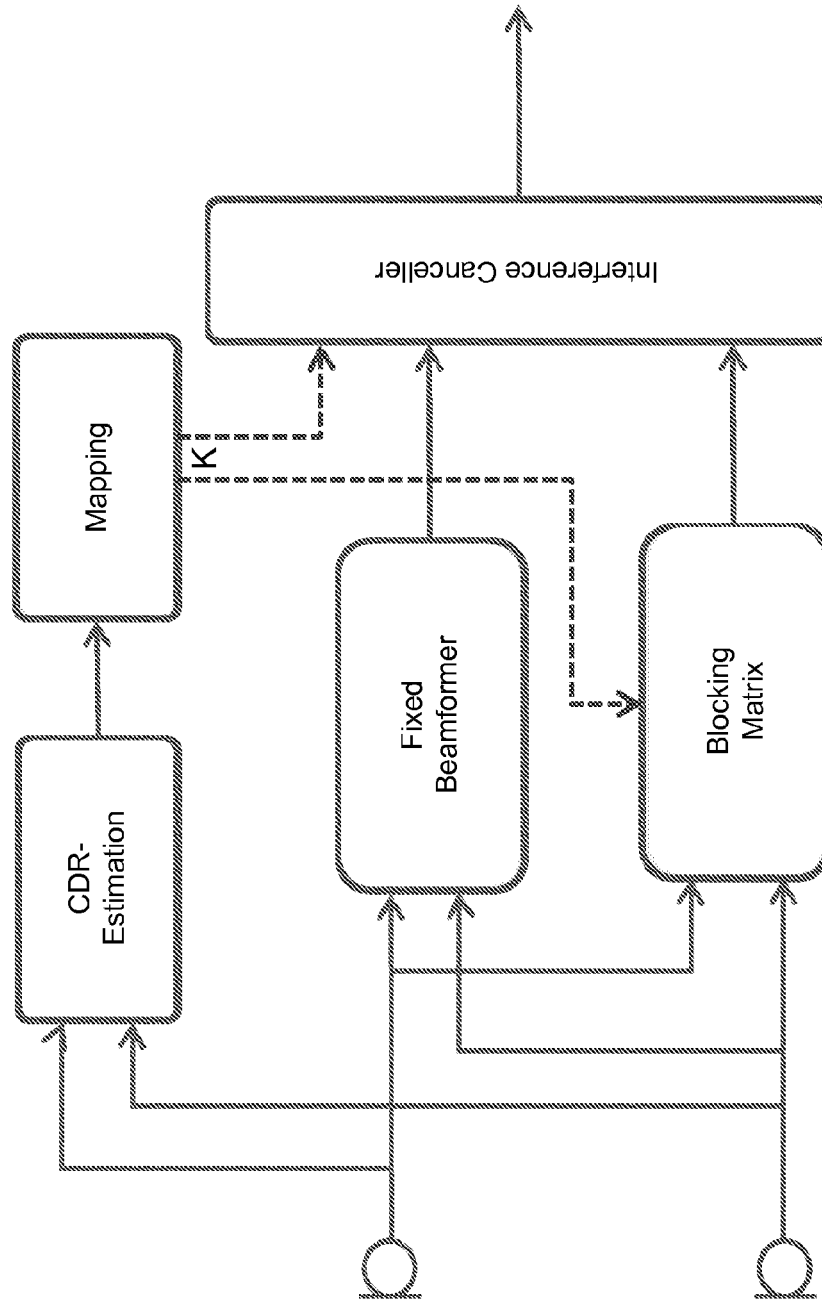 CDR-
Estimation
Mapping
K
Fixed
Beamformer
Blocking
Matrix
Interference Canceller